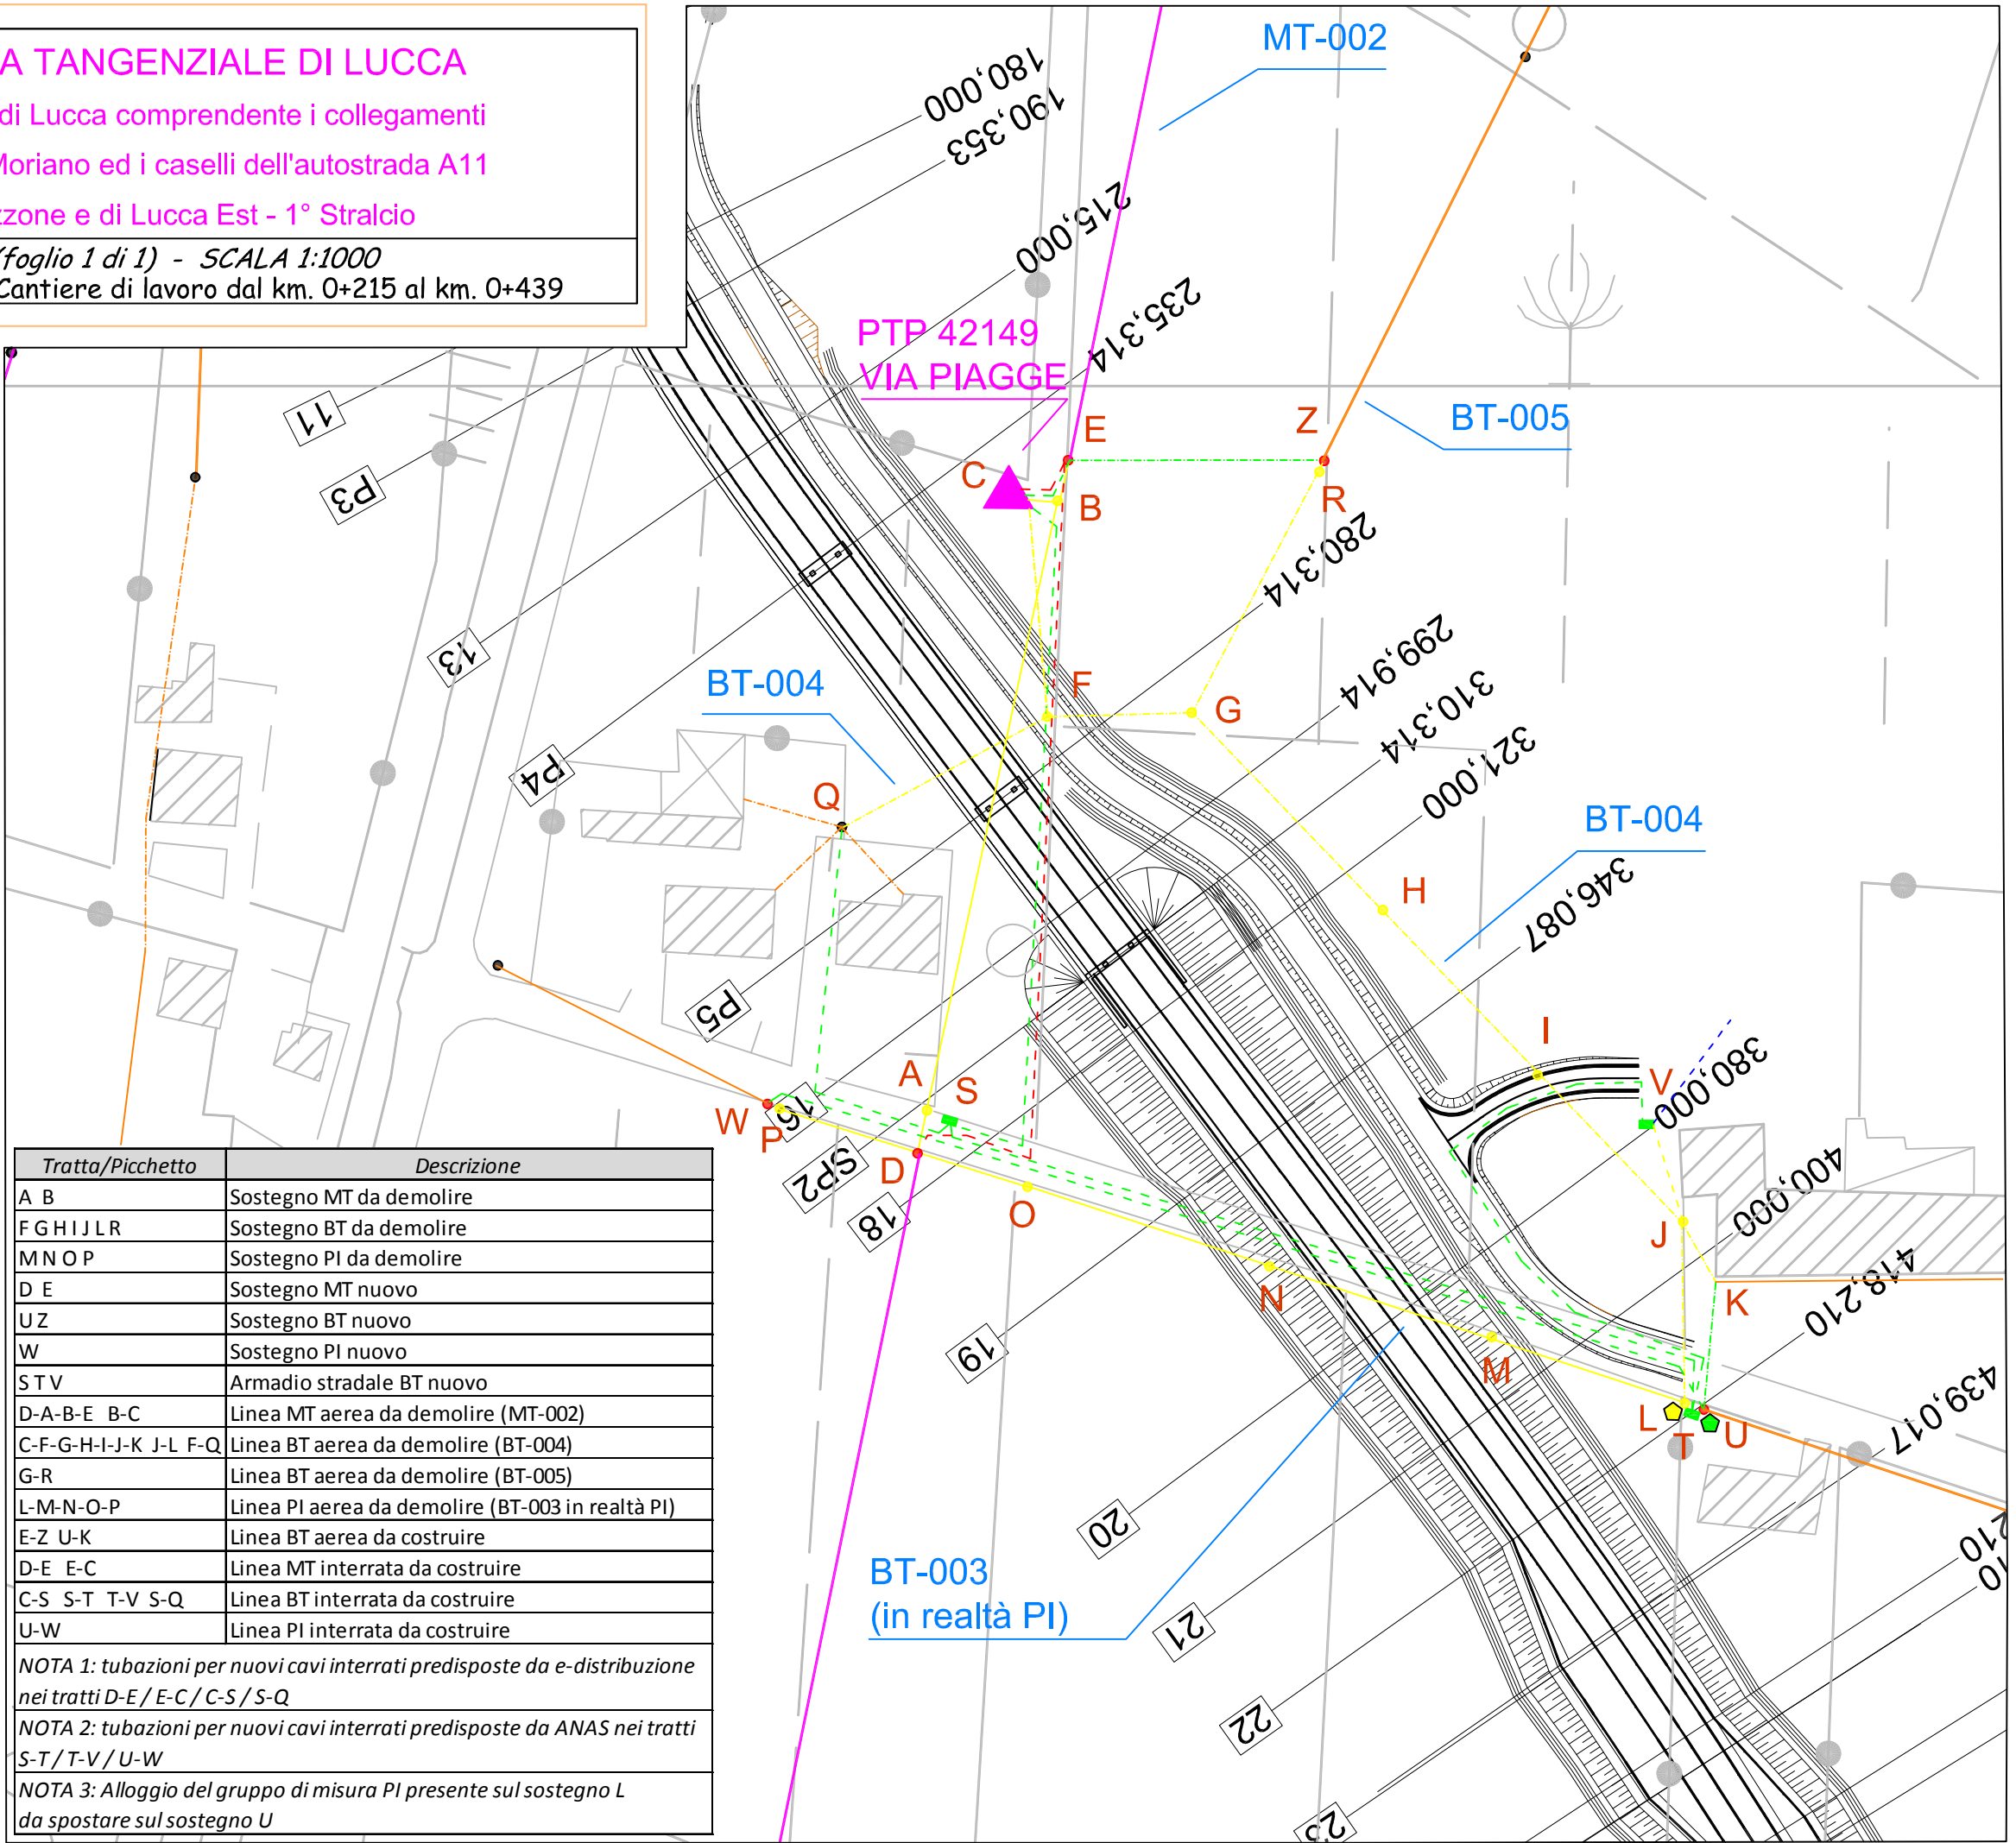 A TANGENZIALE DI LUCCA
di Lucca comprendente i collegamenti
Moriano ed i caselli dell'autostrada A11
zzone e di Lucca Est - 1° Stralcio
(foglio 1 di 1) - SCALA 1:1000
Cantiere di lavoro dal km. 0+215 al km. 0+439
MT-002
180,000
190,353
215,000
235,314
PTP 42149
VIA PIAGGE
BT-005
E
Z
C
B
R
11
P3
280,314
13
299,914
BT-004
F
G
310,314
P4
321,000
Q
BT-004
H
346,087
P5
I
380,000
A
S
V
W
P
16
D
SP2
O
18
400,000
J
K
418,210
N
19
M
439,017
L
T
U
20
BT-003
(in realtà PI)
21
22
23
210
10
Tratta/Picchetto Descrizione
A B Sostegno MT da demolire
F G H I J L R Sostegno BT da demolire
M N O P Sostegno PI da demolire
D E Sostegno MT nuovo
U Z Sostegno BT nuovo
W Sostegno PI nuovo
S T V Armadio stradale BT nuovo
D-A-B-E B-C Linea MT aerea da demolire (MT-002)
C-F-G-H-I-J-K J-L F-Q Linea BT aerea da demolire (BT-004)
G-R Linea BT aerea da demolire (BT-005)
L-M-N-O-P Linea PI aerea da demolire (BT-003 in realtà PI)
E-Z U-K Linea BT aerea da costruire
D-E E-C Linea MT interrata da costruire
C-S S-T T-V S-Q Linea BT interrata da costruire
U-W Linea PI interrata da costruire
NOTA 1: tubazioni per nuovi cavi interrati predisposte da e-distribuzione
nei tratti D-E / E-C / C-S / S-Q
NOTA 2: tubazioni per nuovi cavi interrati predisposte da ANAS nei tratti
S-T / T-V / U-W
NOTA 3: Alloggio del gruppo di misura PI presente sul sostegno L
da spostare sul sostegno U